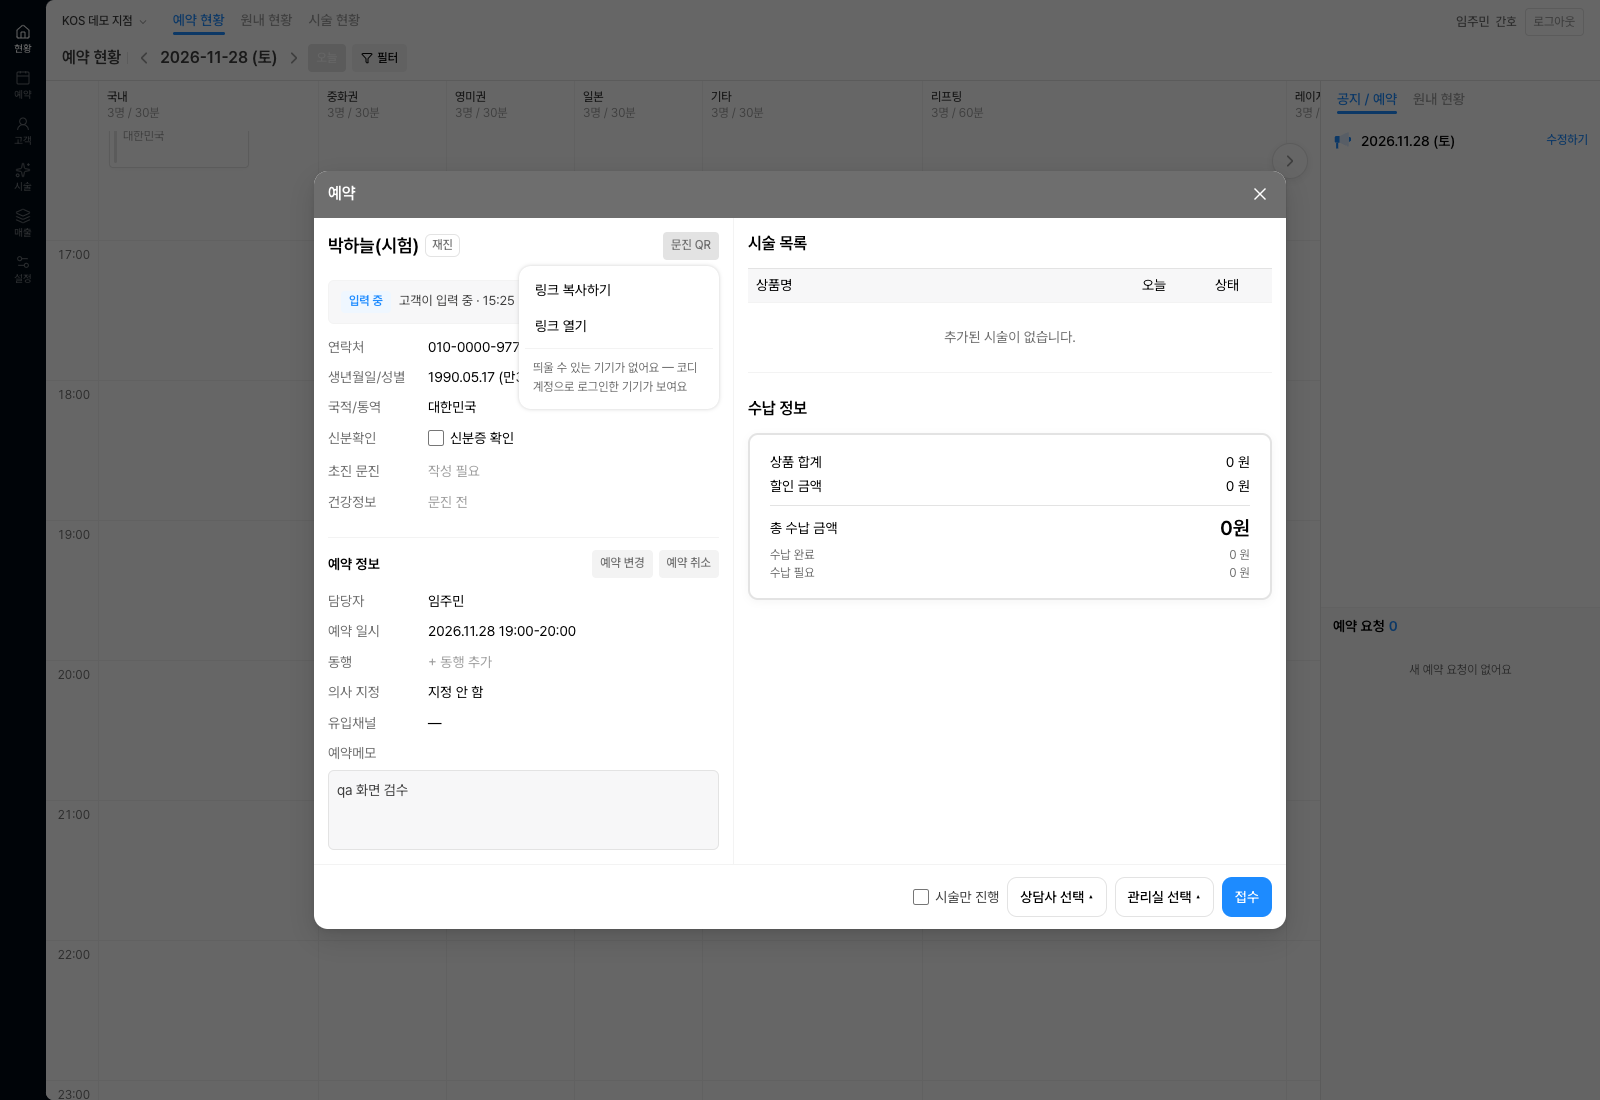 KOS 데모 지점
예약 현황
원내 현황
시술 현황
임주민 간호
로그아웃
현황
예약
고객
시술
매출
설정
예약 현황
2026-11-28 (토)
오늘
필터
국내
3명 / 30분
중화권
3명 / 30분
영미권
3명 / 30분
일본
3명 / 30분
기타
3명 / 30분
리프팅
3명 / 60분
레이저
3명 /
대한민국
17:00
18:00
19:00
20:00
21:00
22:00
23:00
공지 / 예약
원내 현황
2026.11.28 (토)
수정하기
예약 요청 0
새 예약 요청이 없어요
예약
박하늘(시험)
재진
문진 QR
입력 중
고객이 입력 중 · 15:25
링크 복사하기
링크 열기
띄울 수 있는 기기가 없어요 — 코디
계정으로 로그인한 기기가 보여요
연락처
010-0000-977
생년월일/성별
1990.05.17 (만3
국적/통역
대한민국
신분확인
신분증 확인
초진 문진
작성 필요
건강정보
문진 전
예약 정보
예약 변경
예약 취소
담당자
임주민
예약 일시
2026.11.28 19:00-20:00
동행
+ 동행 추가
의사 지정
지정 안 함
유입채널
—
예약메모
qa 화면 검수
시술 목록
상품명
오늘
상태
추가된 시술이 없습니다.
수납 정보
상품 합계
0 원
할인 금액
0 원
총 수납 금액
0원
수납 완료
0 원
수납 필요
0 원
시술만 진행
상담사 선택
관리실 선택
접수